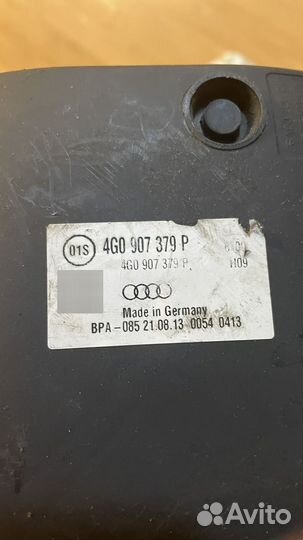 01S 4G0 907 379 P
4G0 907 379 P H09
Made in Germany
BPA-085 21.08.13 0054 0413
Avito